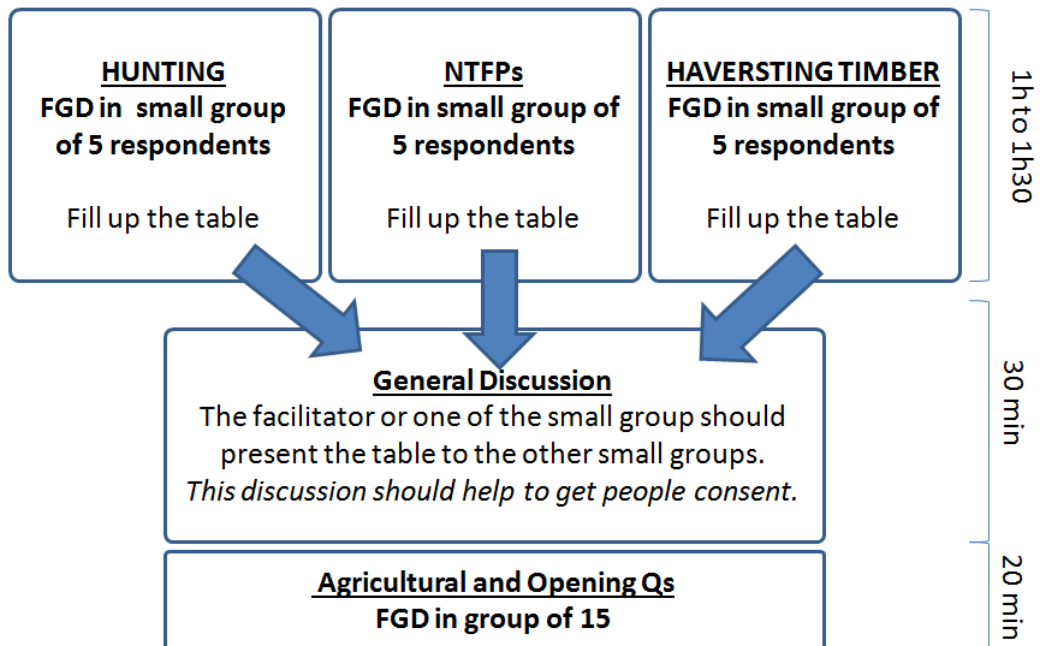 HUNTING
FGD in small group
of 5 respondents
Fill up the table
NTFPs
FGD in small group of
5 respondents
Fill up the table
HAVERSTING TIMBER
FGD in small group of
5 respondents
Fill up the table
1h to 1h30
General Discussion
The facilitator or one of the small group should
present the table to the other small groups.
This discussion should help to get people consent.
30 min
Agricultural and Opening Qs
FGD in group of 15
20 min